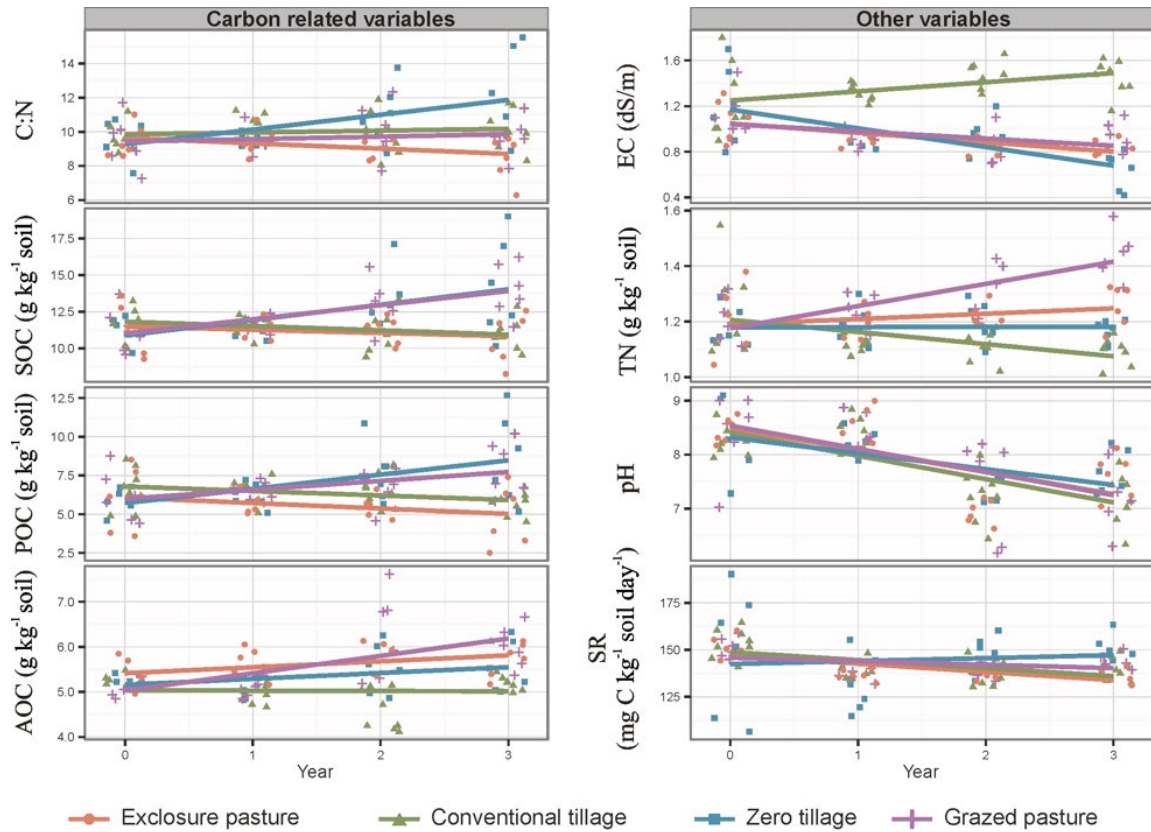 Carbon related variables
C:N
14
12
10
8
6
SOC (g kg⁻¹ soil)
17.5
15.0
12.5
10.0
POC (g kg⁻¹ soil)
12.5
10.0
7.5
5.0
2.5
AOC (g kg⁻¹ soil)
7.0
6.0
5.0
4.0
0 1 2 3
Year
Other variables
EC (dS/m)
1.6
1.2
0.8
0.4
TN (g kg⁻¹ soil)
1.6
1.4
1.2
1.0
pH
9
8
7
SR
(mg C kg⁻¹ soil day⁻¹)
175
150
125
0 1 2 3
Year
Exclosure pasture Conventional tillage Zero tillage Grazed pasture